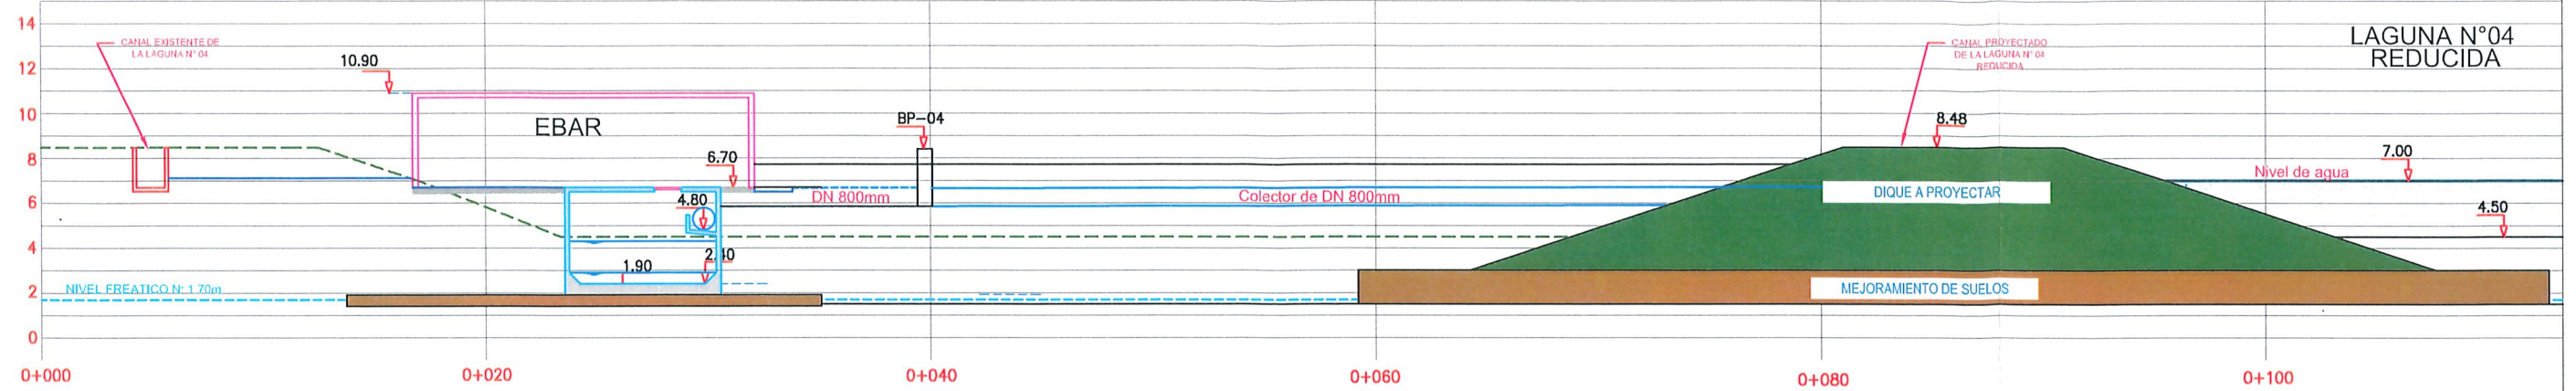 14
12
10
8
6
4
2
0
CANAL EXISTENTE DE
LA LAGUNA N° 04
10.90
EBAR
6.70
4.80
1.90
2.40
NIVEL FREATICO N: 1.70m
BP-04
DN 800mm
Colector de DN 800mm
CANAL PROYECTADO
DE LA LAGUNA N° 04
REDUCIDA
8.48
DIQUE A PROYECTAR
MEJORAMIENTO DE SUELOS
LAGUNA N°04
REDUCIDA
7.00
Nivel de agua
4.50
0+000
0+020
0+040
0+060
0+080
0+100